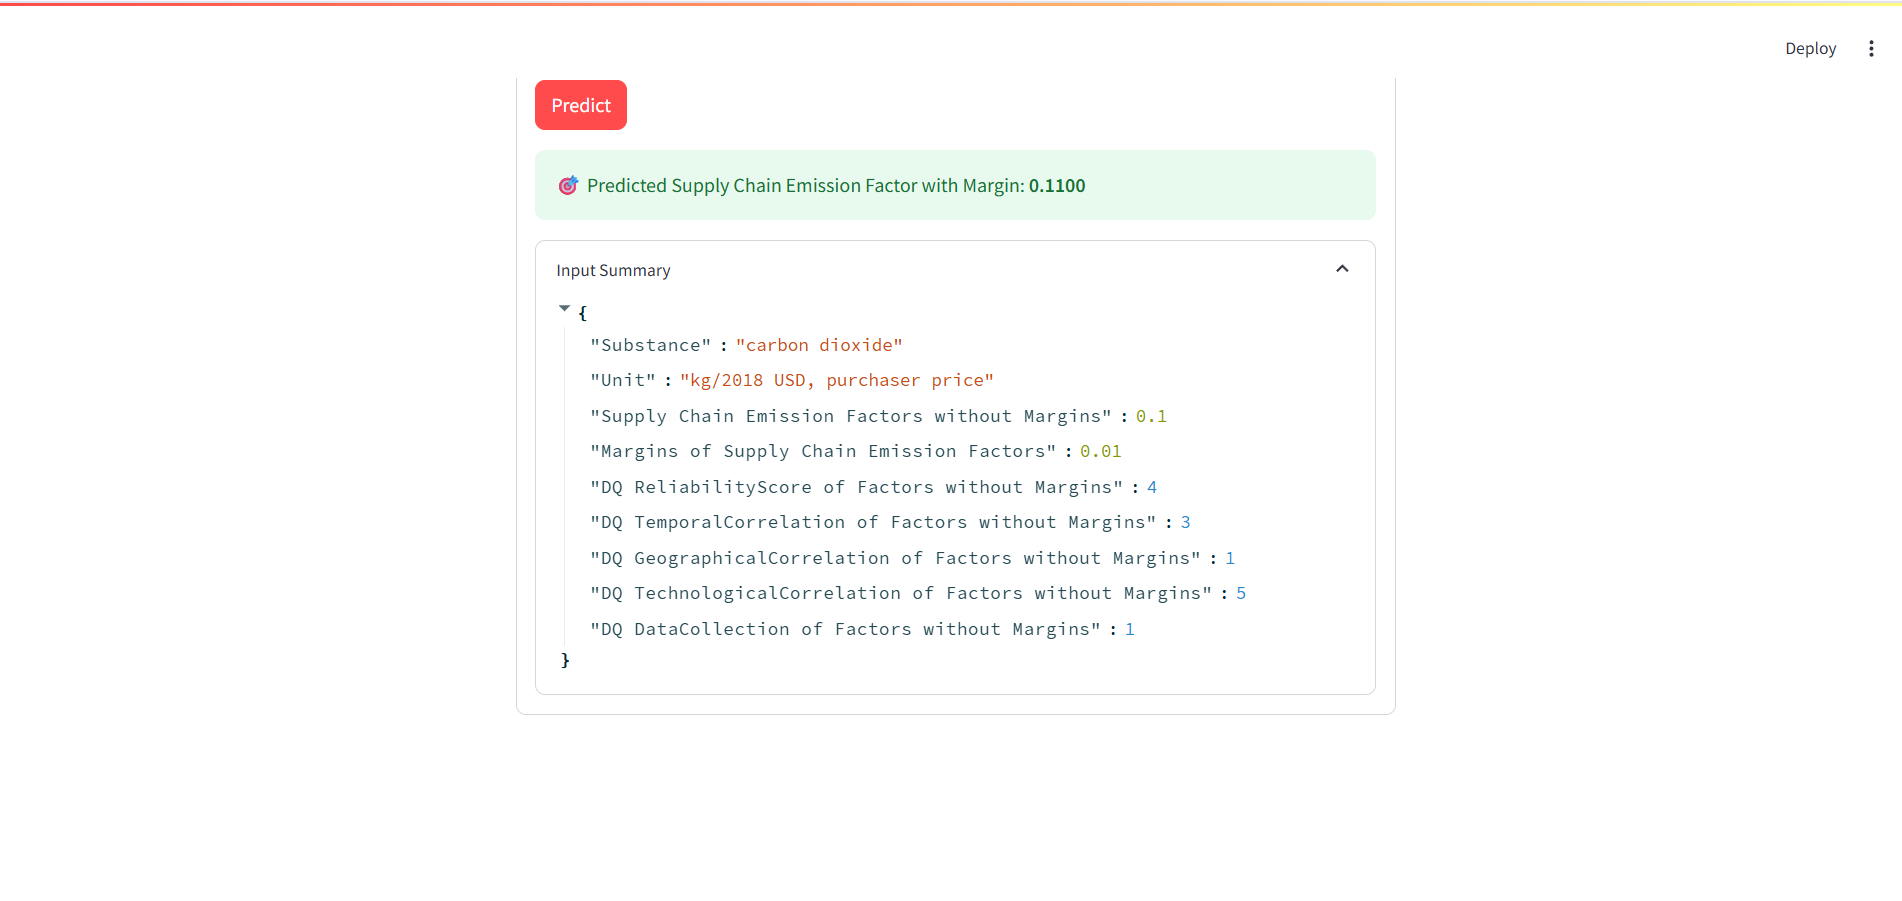 Deploy
Predict
Predicted Supply Chain Emission Factor with Margin: 0.1100
Input Summary
{
"Substance" : "carbon dioxide"
"Unit" : "kg/2018 USD, purchaser price"
"Supply Chain Emission Factors without Margins" : 0.1
"Margins of Supply Chain Emission Factors" : 0.01
"DQ ReliabilityScore of Factors without Margins" : 4
"DQ TemporalCorrelation of Factors without Margins" : 3
"DQ GeographicalCorrelation of Factors without Margins" : 1
"DQ TechnologicalCorrelation of Factors without Margins" : 5
"DQ DataCollection of Factors without Margins" : 1
}